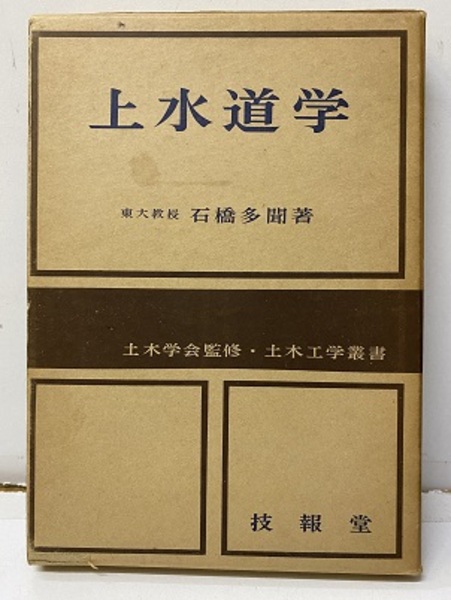 上水道学
東大教授 石橋多聞著
土木学会監修・土木工学叢書
技報堂